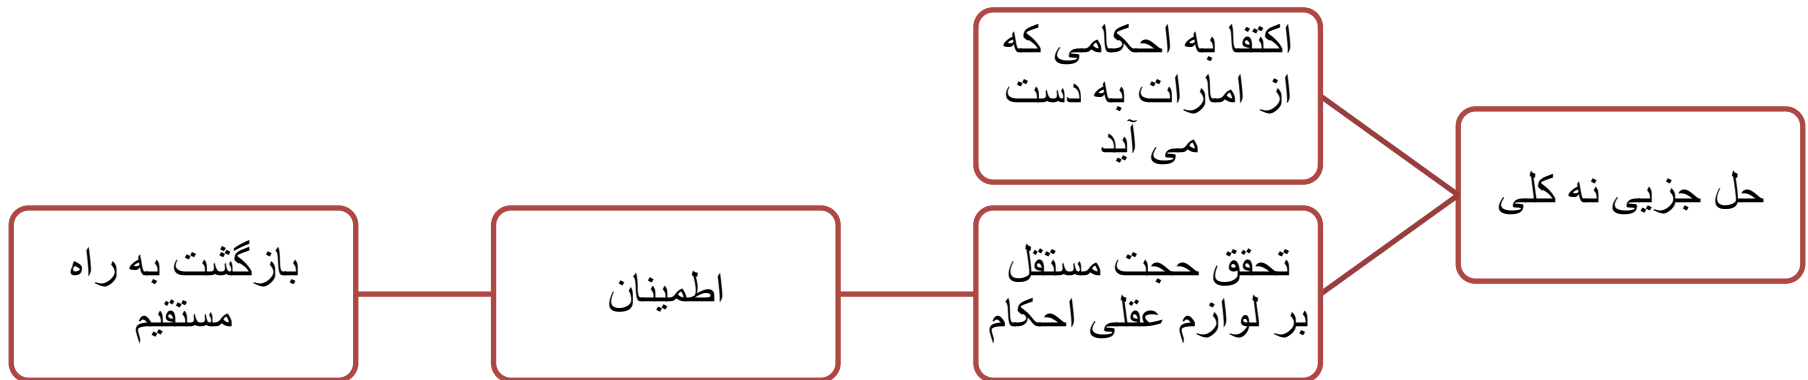 حل جزیی نه کلی
اکتفا به احکامی که
از امارات به دست
می آید
تحقق حجت مستقل
بر لوازم عقلی احکام
اطمینان
بازگشت به راه
مستقیم